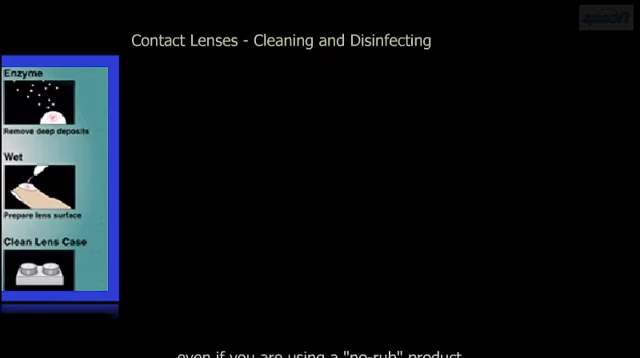 Contact Lenses - Cleaning and Disinfecting
Enzyme
Remove deep deposits
Wet
Prepare lens surface
Clean Lens Case
even if you are using a "no-rub" product